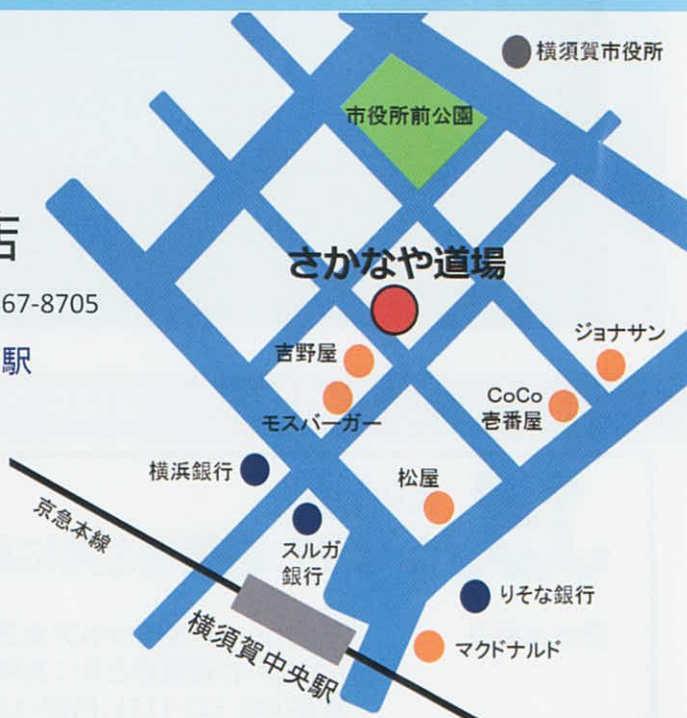 横須賀市役所
市役所前公園
店
67-8705
駅
さかなや道場
吉野屋
モスバーガー
ジョナサン
CoCo
壱番屋
横浜銀行
松屋
京急本線
スルガ
銀行
りそな銀行
横須賀中央駅
マクドナルド